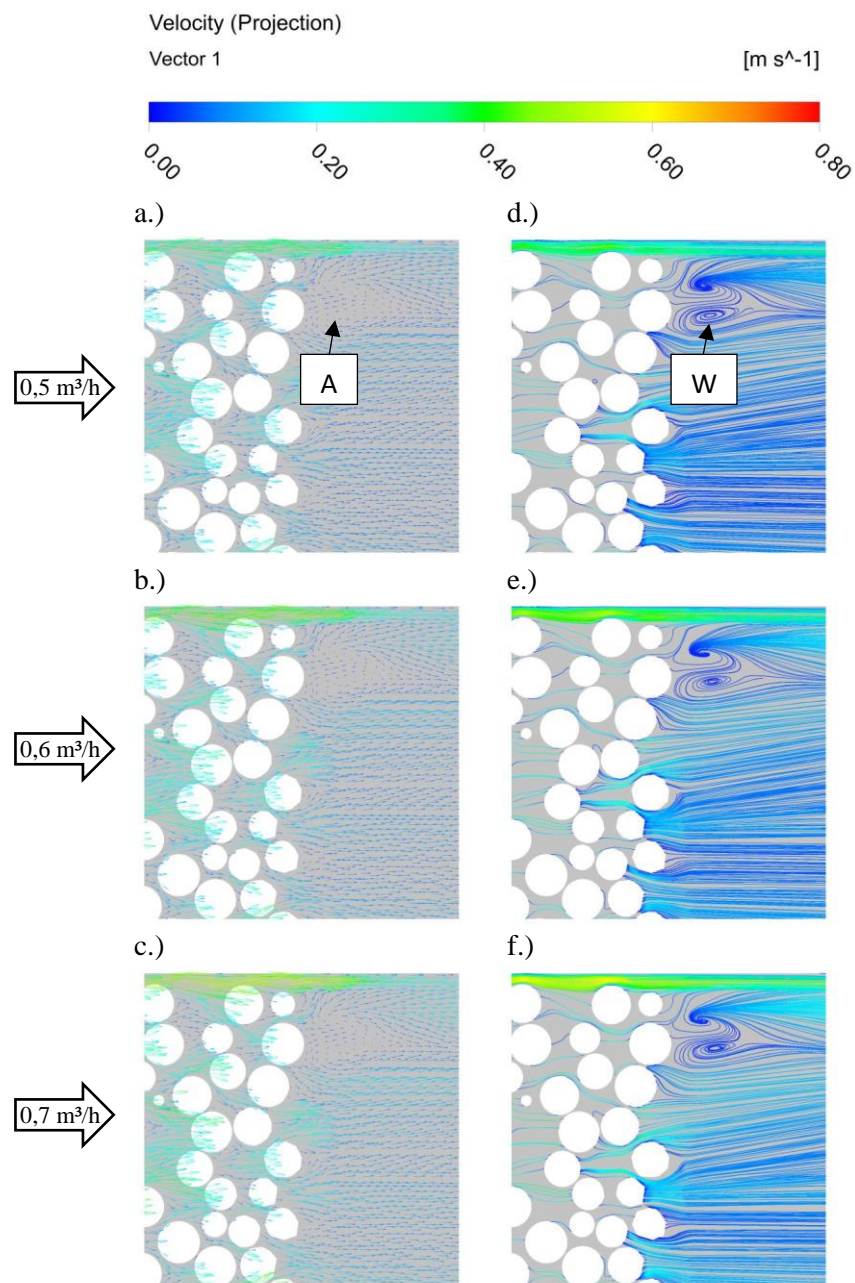 Velocity (Projection)
Vector 1 [m s^-1]
0.00 0.20 0.40 0.60 0.80
a.) d.)
A W
0,5 m³/h
b.) e.)
0,6 m³/h
c.) f.)
0,7 m³/h